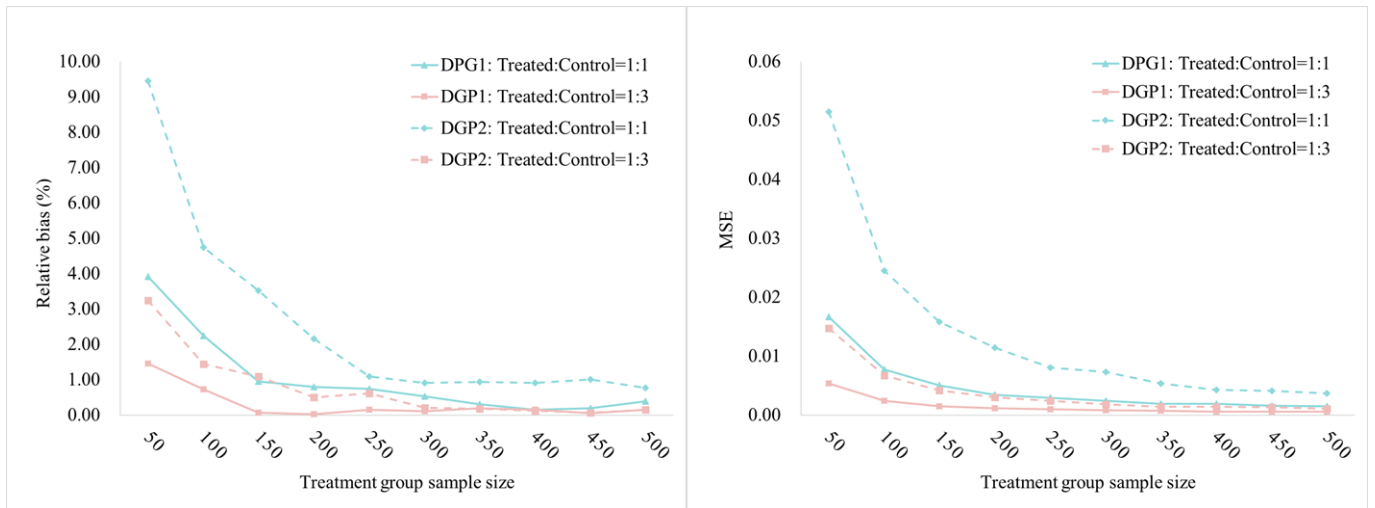 10.00
9.00
8.00
7.00
6.00
5.00
4.00
3.00
2.00
1.00
0.00
Relative bias (%)
DPG1: Treated:Control=1:1
DGP1: Treated:Control=1:3
DGP2: Treated:Control=1:1
DGP2: Treated:Control=1:3
50 100 150 200 250 300 350 400 450 500
Treatment group sample size
0.06
0.05
0.04
0.03
0.02
0.01
0.00
MSE
DPG1: Treated:Control=1:1
DGP1: Treated:Control=1:3
DGP2: Treated:Control=1:1
DGP2: Treated:Control=1:3
50 100 150 200 250 300 350 400 450 500
Treatment group sample size